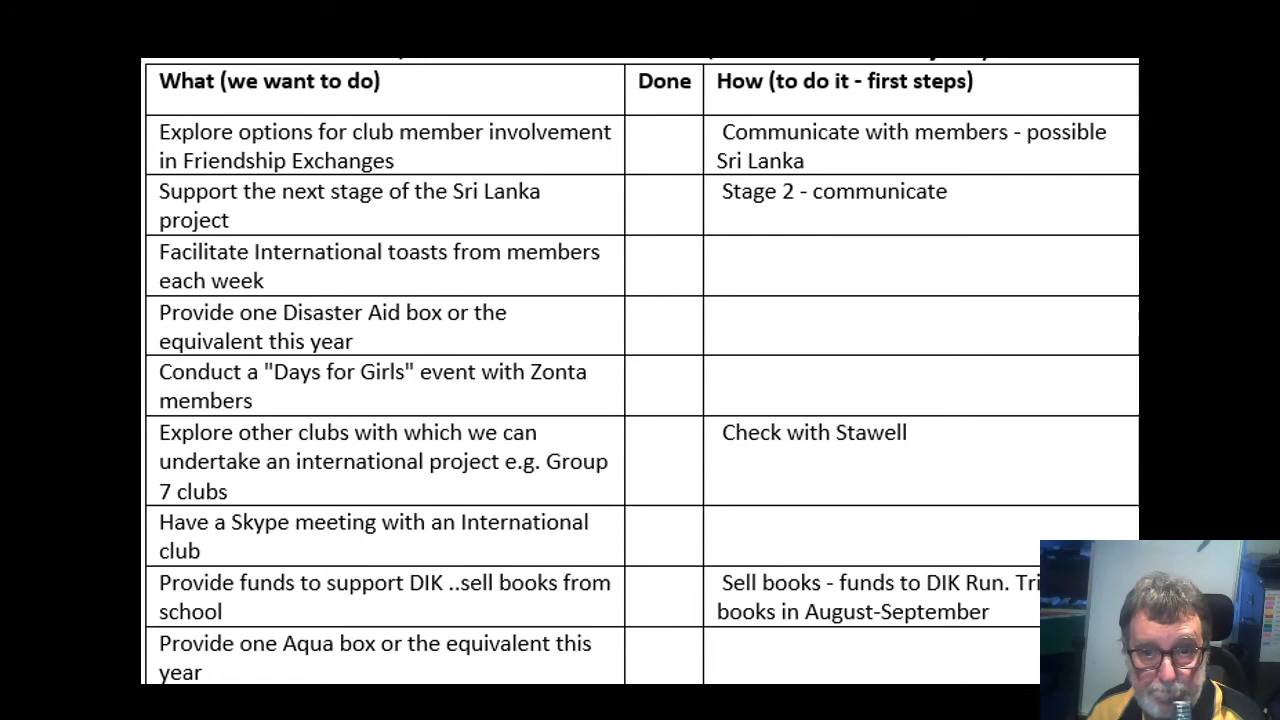 What (we want to do) Done How (to do it - first steps)
Explore options for club member involvement
in Friendship Exchanges
Communicate with members - possible
Sri Lanka
Support the next stage of the Sri Lanka
project
Stage 2 - communicate
Facilitate International toasts from members
each week
Provide one Disaster Aid box or the
equivalent this year
Conduct a "Days for Girls" event with Zonta
members
Explore other clubs with which we can
undertake an international project e.g. Group
7 clubs
Check with Stawell
Have a Skype meeting with an International
club
Provide funds to support DIK ..sell books from
school
Sell books - funds to DIK Run.
books in August-September
Provide one Aqua box or the equivalent this
year